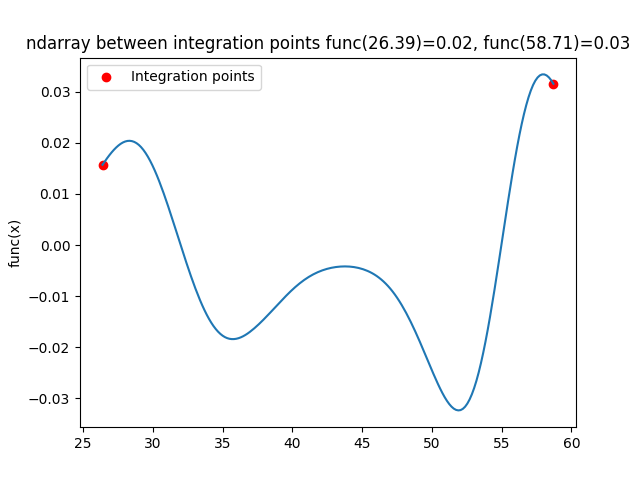 ndarray between integration points func(26.39)=0.02, func(58.71)=0.03
Integration points
func(x)
0.03
0.02
0.01
0.00
−0.01
−0.02
−0.03
25 30 35 40 45 50 55 60